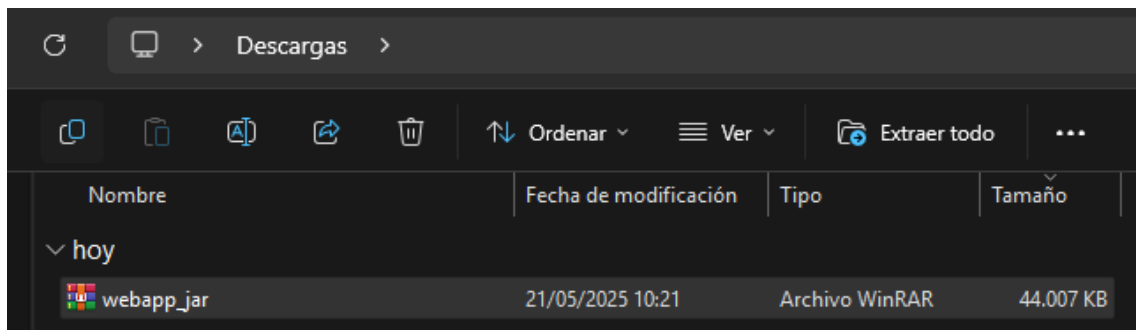 Descargas
Ordenar Ver Extraer todo ...
Nombre Fecha de modificación Tipo Tamaño
hoy
webapp_jar 21/05/2025 10:21 Archivo WinRAR 44.007 KB